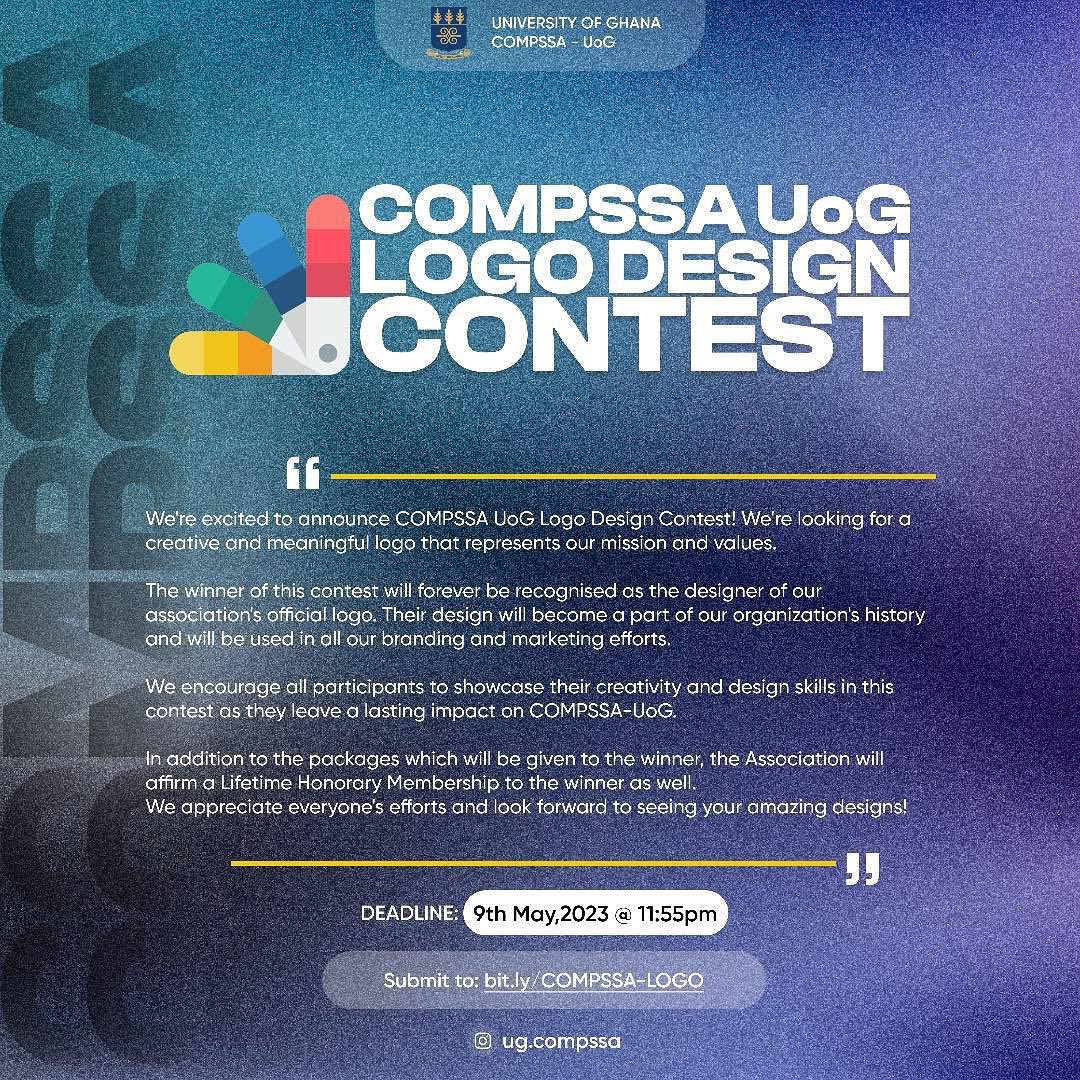 UNIVERSITY OF GHANA
COMPSSA - UoG
COMPSSA
COMPSSA
COMPSSA UoG
LOGO DESIGN
CONTEST
“
We're excited to announce COMPSSA UoG Logo Design Contest! We're looking for a
creative and meaningful logo that represents our mission and values.
The winner of this contest will forever be recognised as the designer of our
association's official logo. Their design will become a part of our organization's history
and will be used in all our branding and marketing efforts.
We encourage all participants to showcase their creativity and design skills in this
contest as they leave a lasting impact on COMPSSA-UoG.
In addition to the packages which will be given to the winner, the Association will
affirm a Lifetime Honorary Membership to the winner as well.
We appreciate everyone's efforts and look forward to seeing your amazing designs!
”
DEADLINE: 9th May,2023 @ 11:55pm
Submit to: bit.ly/COMPSSA-LOGO
ug.compssa